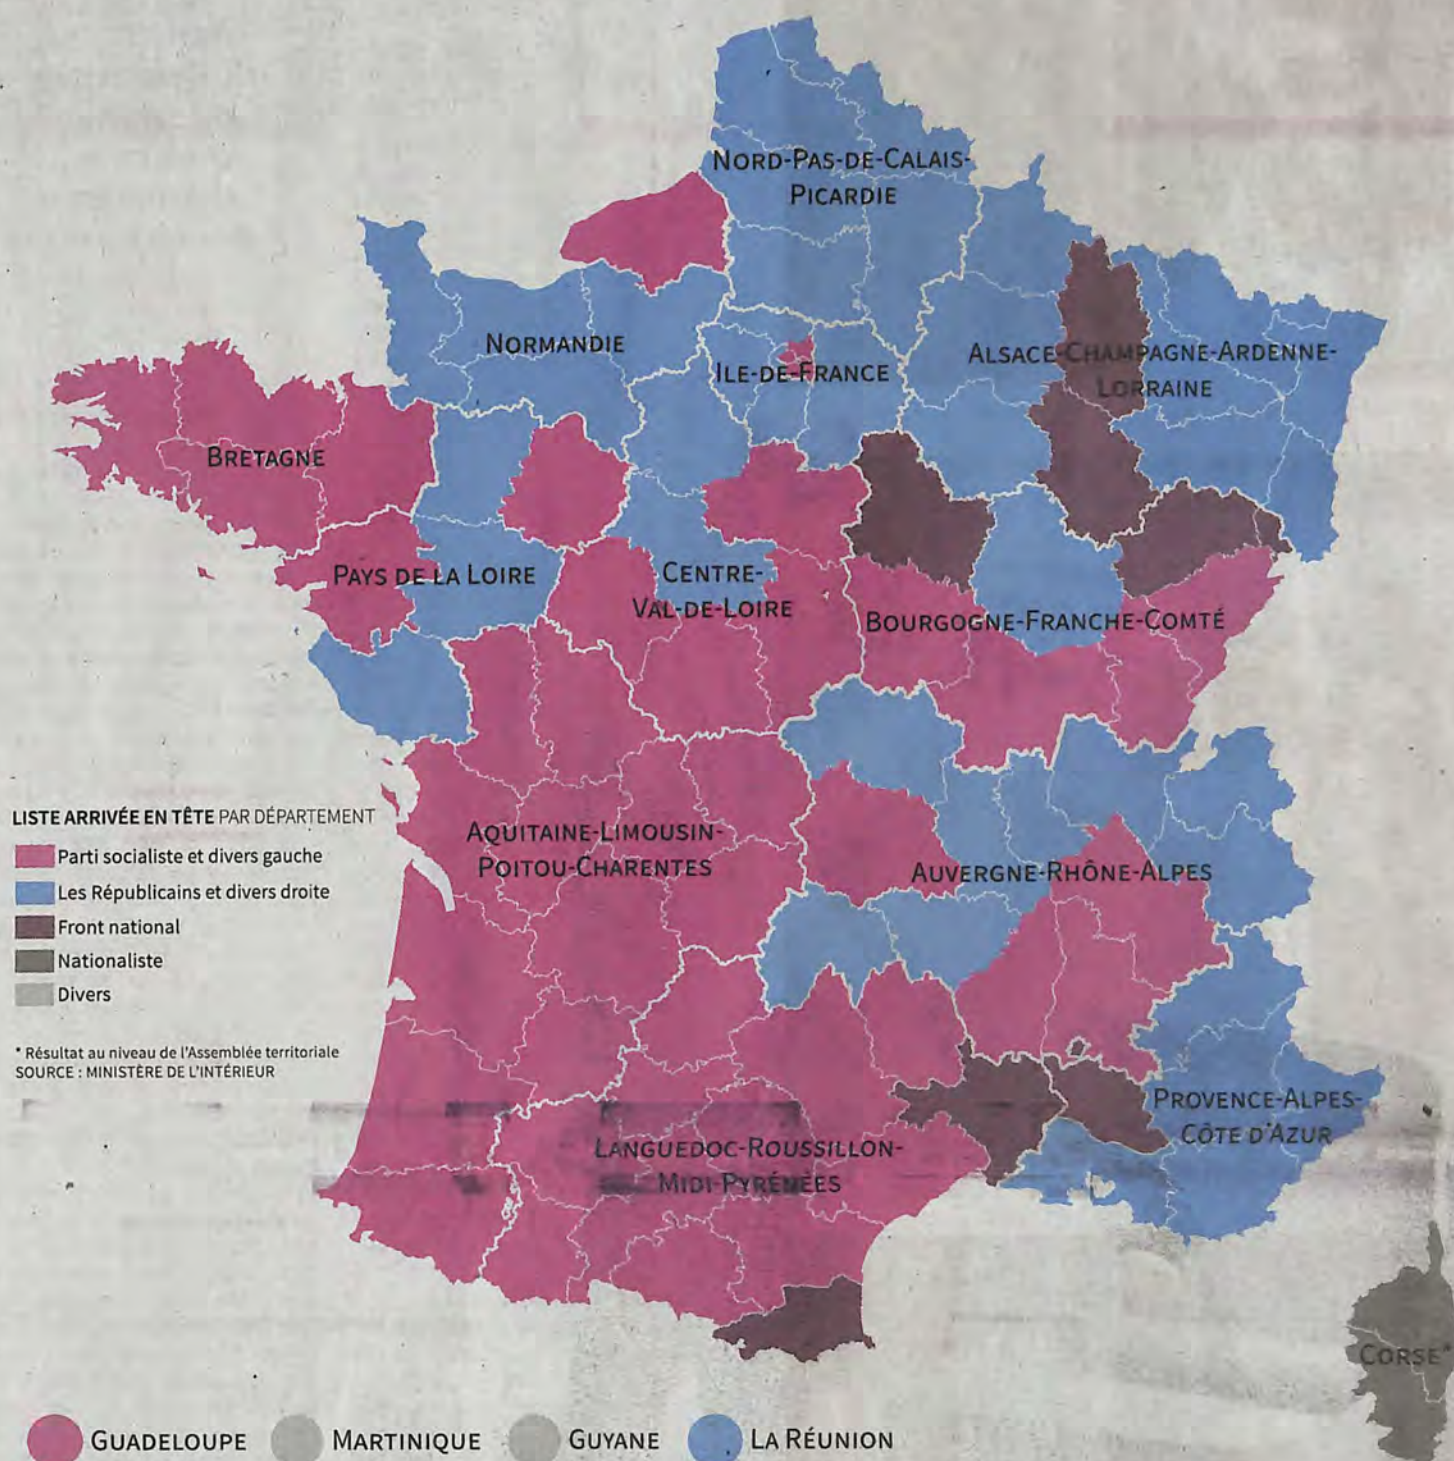 NORD-PAS-DE-CALAIS-
PICARDIE
NORMANDIE
ILE-DE-FRANCE
ALSACE-CHAMPAGNE-ARDENNE-
LORRAINE
BRETAGNE
PAYS DE LA LOIRE
CENTRE-
VAL-DE-LOIRE
BOURGOGNE-FRANCHE-COMTÉ
LISTE ARRIVÉE EN TÊTE PAR DÉPARTEMENT
Parti socialiste et divers gauche
Les Républicains et divers droite
Front national
Nationaliste
Divers
* Résultat au niveau de l'Assemblée territoriale
SOURCE : MINISTÈRE DE L'INTÉRIEUR
AQUITAINE-LIMOUSIN-
POITOU-CHARENTES
AUVERGNE-RHÔNE-ALPES
PROVENCE-ALPES-
CÔTE D'AZUR
LANGUEDOC-ROUSSILLON-
MIDI-PYRÉNÉES
CORSE*
GUADELOUPE
MARTINIQUE
GUYANE
LA RÉUNION